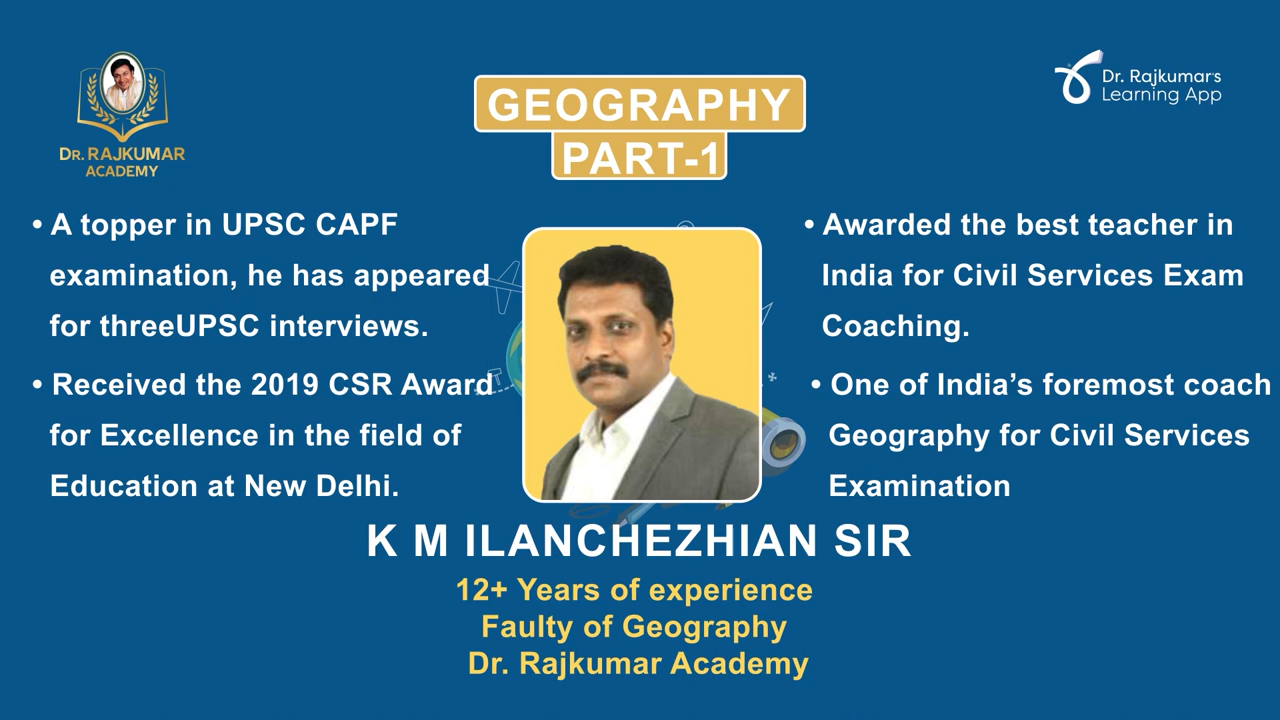 DR. RAJKUMAR
ACADEMY
GEOGRAPHY
PART-1
Dr. Rajkumar's
Learning App
• A topper in UPSC CAPF
examination, he has appeared
for threeUPSC interviews.
• Received the 2019 CSR Award
for Excellence in the field of
Education at New Delhi.
• Awarded the best teacher in
India for Civil Services Exam
Coaching.
• One of India’s foremost coach
Geography for Civil Services
Examination
K M ILANCHEZHIAN SIR
12+ Years of experience
Faulty of Geography
Dr. Rajkumar Academy